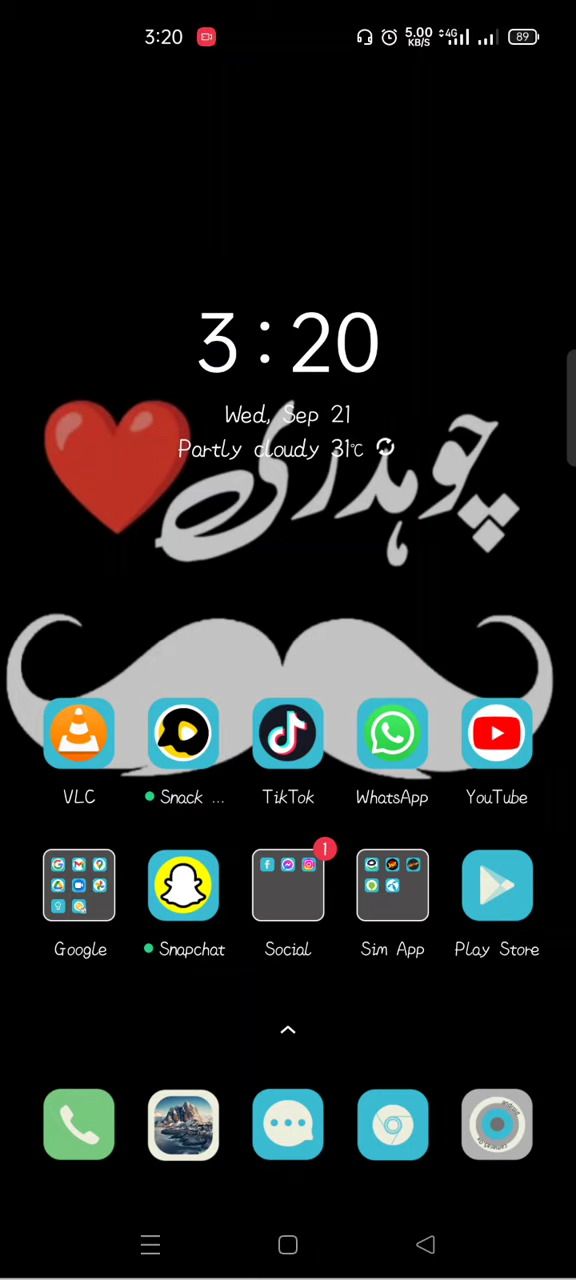 3:20
5.00 KB/S
4G
89
3:20
Wed, Sep 21
Partly cloudy 31°C
چوہدری
VLC
Snack ...
TikTok
WhatsApp
YouTube
1
Google
Snapchat
Social
Sim App
Play Store